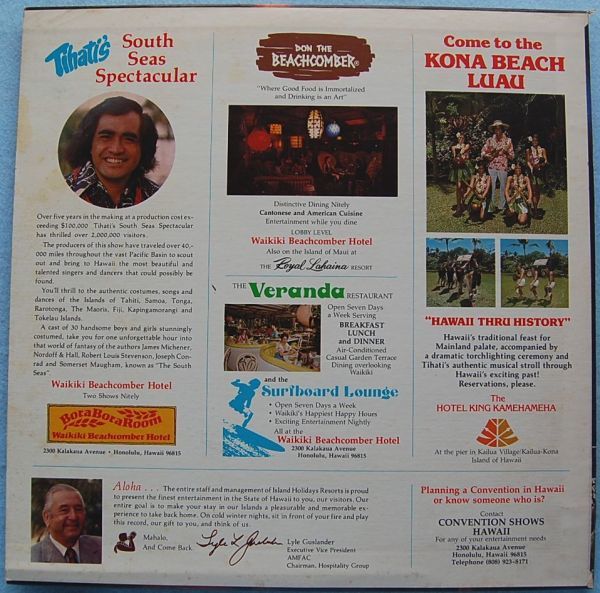 Tihati's
South
Seas
Spectacular
Over five years in the making at a production cost ex-
ceeding $100,000 Tihati's South Seas Spectacular
has thrilled over 2,000,000 visitors.
The producers of this show have traveled over 40,-
000 miles throughout the vast Pacific Basin to scout
out and bring to Hawaii the most beautiful and
talented singers and dancers that could possibly be
found.
You'll thrill to the authentic costumes, songs and
dances of the Islands of Tahiti, Samoa, Tonga,
Rarotonga, The Maoris, Fiji, Kapingamorangi and
Tokelau Islands.
A cast of 30 handsome boys and girls stunningly
costumed, take you for one unforgettable hour into
that world of fantasy of the authors James Michener,
Nordoff & Hall, Robert Louis Stevenson, Joseph Con-
rad and Somerset Maugham, known as "The South
Seas".
Waikiki Beachcomber Hotel
Two Shows Nitely
BoraBoraRoom
Waikiki Beachcomber Hotel
2300 Kalakaua Avenue • Honolulu, Hawaii 96815
DON THE
BEACHCOMBER®
"Where Good Food is Immortalized
and Drinking is an Art"
Distinctive Dining Nitely
Cantonese and American Cuisine
Entertainment while you dine
LOBBY LEVEL
Waikiki Beachcomber Hotel
Also on the Island of Maui at
THE Royal Lahaina RESORT
THE Veranda RESTAURANT
Open Seven Days
a Week Serving
BREAKFAST
LUNCH
and DINNER
Air-Conditioned
Casual Garden Terrace
Dining overlooking
Waikiki
and the
Surfboard Lounge
• Open Seven Days a Week
• Waikiki's Happiest Happy Hours
• Exciting Entertainment Nightly
All at the
Waikiki Beachcomber Hotel
2300 Kalakaua Avenue
Honolulu, Hawaii 96815
Come to the
KONA BEACH
LUAU
"HAWAII THRU HISTORY"
Hawaii's traditional feast for
Mainland palate, accompanied by
a dramatic torchlighting ceremony and
Tihati's authentic musical stroll through
Hawaii's exciting past!
Reservations, please.
The
HOTEL KING KAMEHAMEHA
At the pier in Kailua Village/Kailua-Kona
Island of Hawaii
Aloha . . . The entire staff and management of Island Holidays Resorts is proud
to present the finest entertainment in the State of Hawaii to you, our visitors. Our
entire goal is to make your stay in our Islands a pleasurable and memorable exper-
ience to take back home. On cold winter nights, sit in front of your fire and play
this record, our gift to you, and think of us.
Mahalo,
And Come Back
Lyle L Guslander
Lyle Guslander
Executive Vice President
AMFAC
Chairman, Hospitality Group
Planning a Convention in Hawaii
or know someone who is?
Contact
CONVENTION SHOWS
HAWAII
For any of your entertainment needs
2300 Kalakaua Avenue
Honolulu, Hawaii 96815
Telephone (808) 923-8171